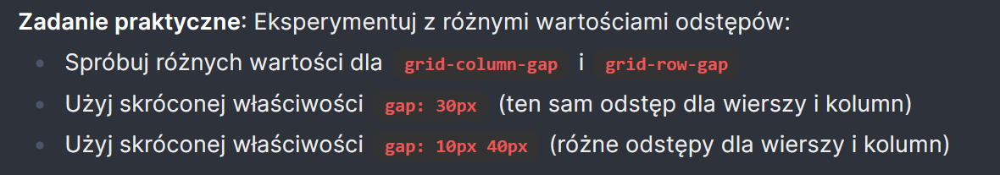 Zadanie praktyczne: Eksperymentuj z różnymi wartościami odstępów:
Spróbuj różnych wartości dla grid-column-gap i grid-row-gap
Użyj skróconej właściwości gap: 30px (ten sam odstęp dla wierszy i kolumn)
Użyj skróconej właściwości gap: 10px 40px (różne odstępy dla wierszy i kolumn)